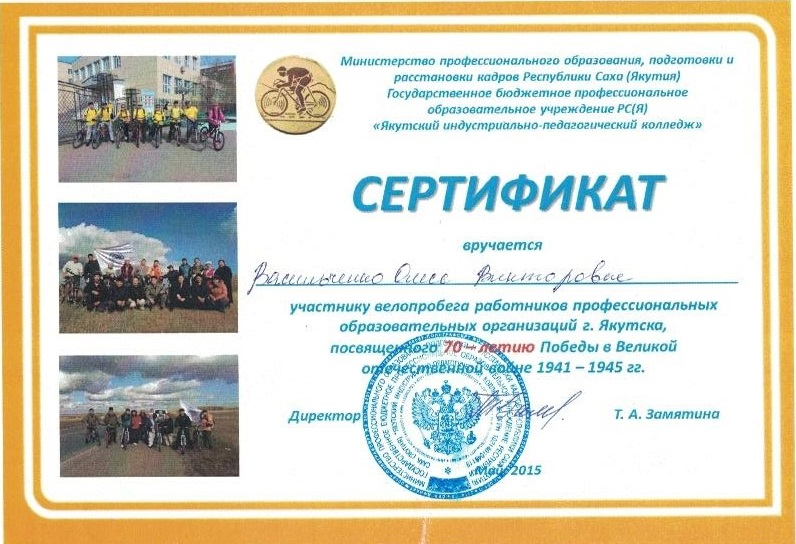 Министерство профессионального образования, подготовки и
расстановки кадров Республики Саха (Якутия)
Государственное бюджетное профессиональное
образовательное учреждение РС(Я)
«Якутский индустриально-педагогический колледж»
СЕРТИФИКАТ
вручается
Васильченко Олесе Викторовне
участнику велопробега работников профессиональных
образовательных организаций г. Якутска,
посвященного 70 – летию Победы в Великой
отечественной войне 1941 – 1945 гг.
Директор Т. А. Замятина
Май 2015